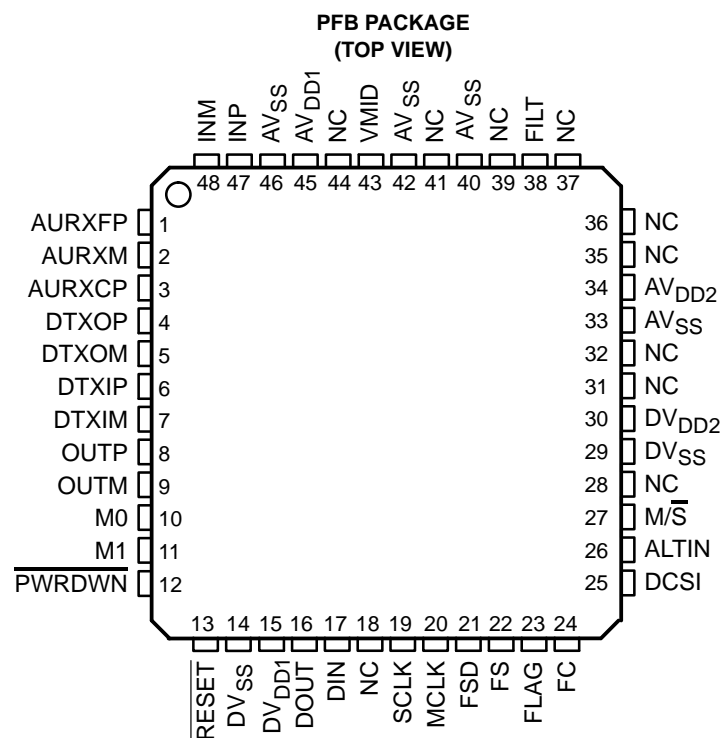 PFB PACKAGE
(TOP VIEW)
INM
INP
AVSS
AVDD1
NC
VMID
AVSS
NC
AVSS
NC
FILT
NC
48 47 46 45 44 43 42 41 40 39 38 37
AURXFP 1
AURXM 2
AURXCP 3
DTXOP 4
DTXOM 5
DTXIP 6
DTXIM 7
OUTP 8
OUTM 9
M0 10
M1 11
PWRDWN 12
36 NC
35 NC
34 AVDD2
33 AVSS
32 NC
31 NC
30 DVDD2
29 DVSS
28 NC
27 M/S
26 ALTIN
25 DCSI
13 14 15 16 17 18 19 20 21 22 23 24
RESET
DVSS
DVDD1
DOUT
DIN
NC
SCLK
MCLK
FSD
FS
FLAG
FC